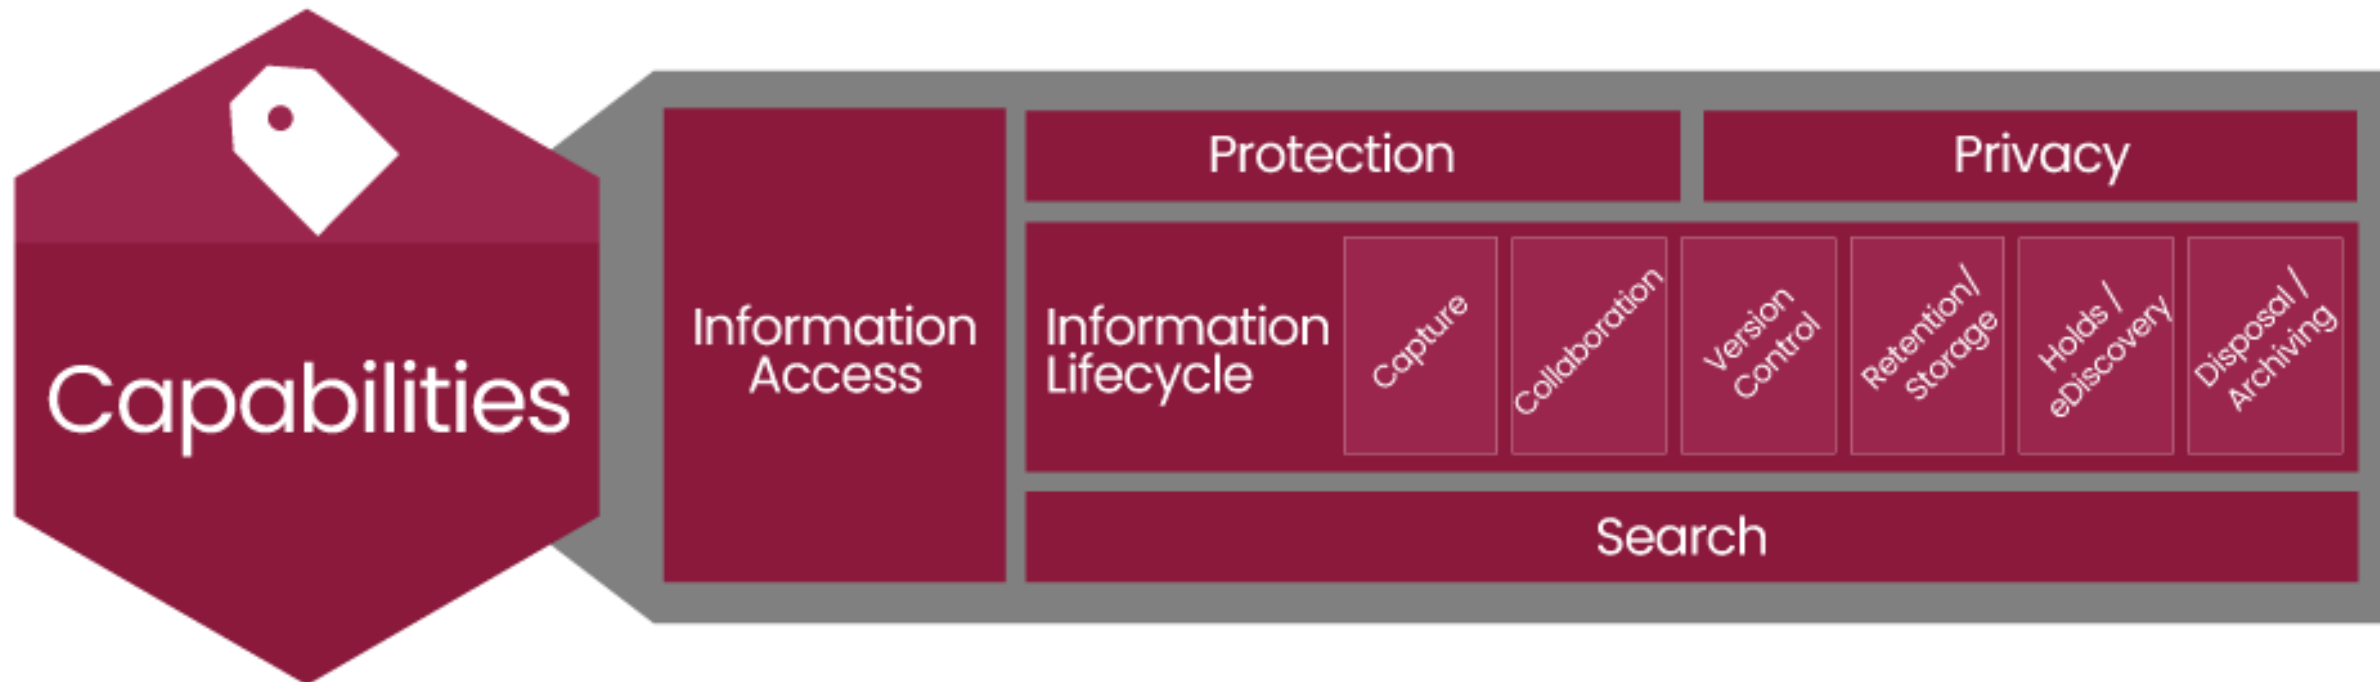 Capabilities
Information
Access
Protection
Privacy
Information
Lifecycle
Capture
Collaboration
Version
Control
Retention/
Storage
Holds /
eDiscovery
Disposal /
Archiving
Search